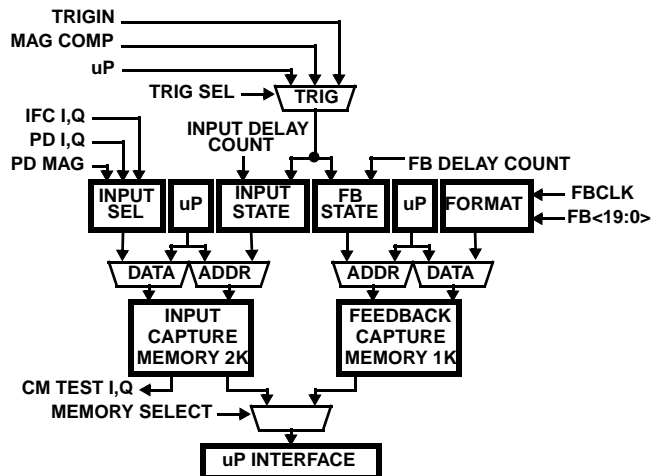 TRIGIN
MAG COMP
uP
TRIG SEL
TRIG
IFC I,Q
PD I,Q
PD MAG
INPUT DELAY
COUNT
FB DELAY COUNT
INPUT
SEL
uP
INPUT
STATE
FB
STATE
uP
FORMAT
FBCLK
FB<19:0>
DATA
ADDR
ADDR
DATA
INPUT
CAPTURE
MEMORY 2K
FEEDBACK
CAPTURE
MEMORY 1K
CM TEST I,Q
MEMORY SELECT
uP INTERFACE